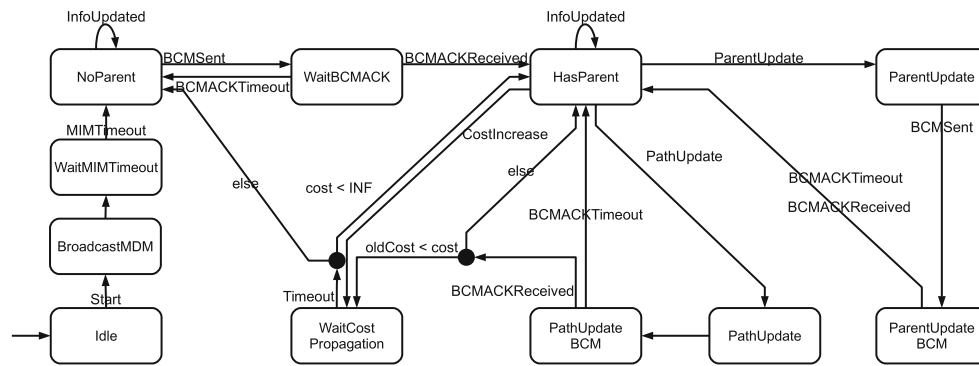 InfoUpdated
InfoUpdated
NoParent
BCMSent
WaitBCMACK
BCMACKReceived
HasParent
ParentUpdate
ParentUpdate
BCMACKTimeout
MIMTimeout
CostIncrease
BCMSent
WaitMIMTimeout
PathUpdate
else
cost < INF
else
BCMACKTimeout
BCMACKTimeout
BCMACKReceived
BroadcastMDM
oldCost < cost
Start
Timeout
BCMACKReceived
Idle
WaitCost
Propagation
PathUpdate
BCM
PathUpdate
ParentUpdate
BCM